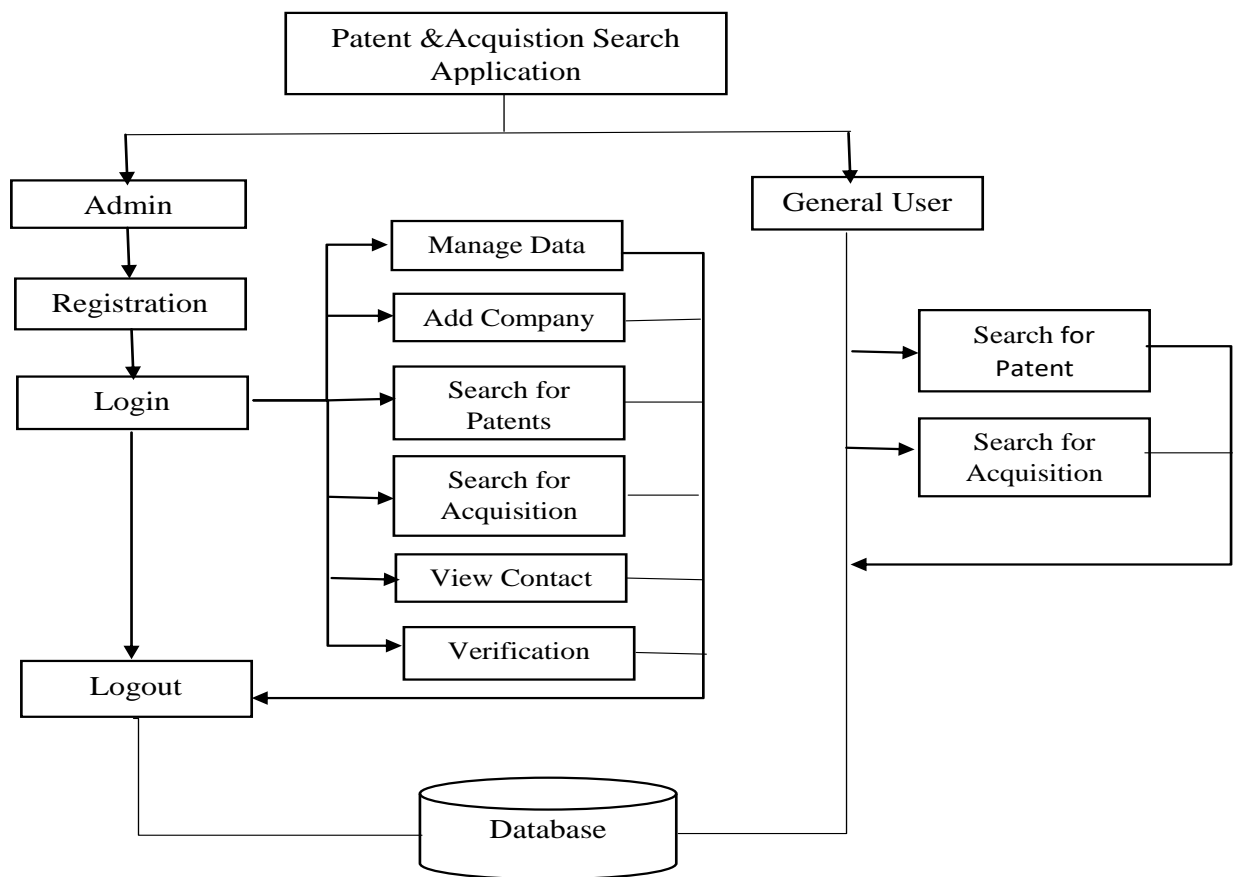 Patent &Acquistion Search
Application
Admin
General User
Manage Data
Registration
Add Company
Search for
Patent
Login
Search for
Patents
Search for
Acquisition
Search for
Acquisition
View Contact
Verification
Logout
Database